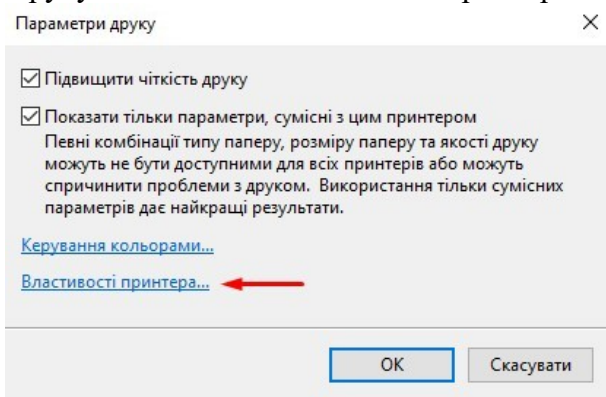 Параметри друку
Підвищити чіткість друку
Показати тільки параметри, сумісні з цим принтером
Певні комбінації типу паперу, розміру паперу та якості друку
можуть не бути доступними для всіх принтерів або можуть
спричинити проблеми з друком. Використання тільки сумісних
параметрів дає найкращі результати.
Керування кольорами...
Властивості принтера...
ОК
Скасувати